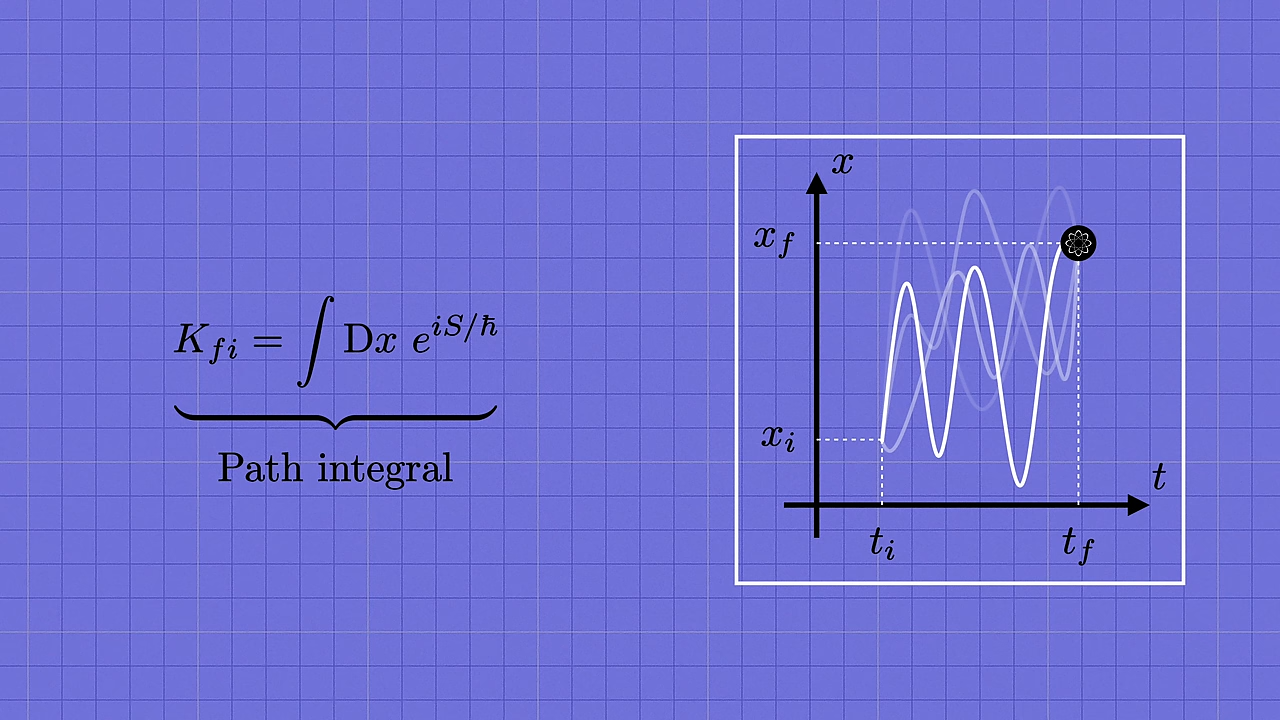 K_{fi} = ∫ Dx e^{iS/ħ}
Path integral
x
x_f
x_i
t
t_i
t_f